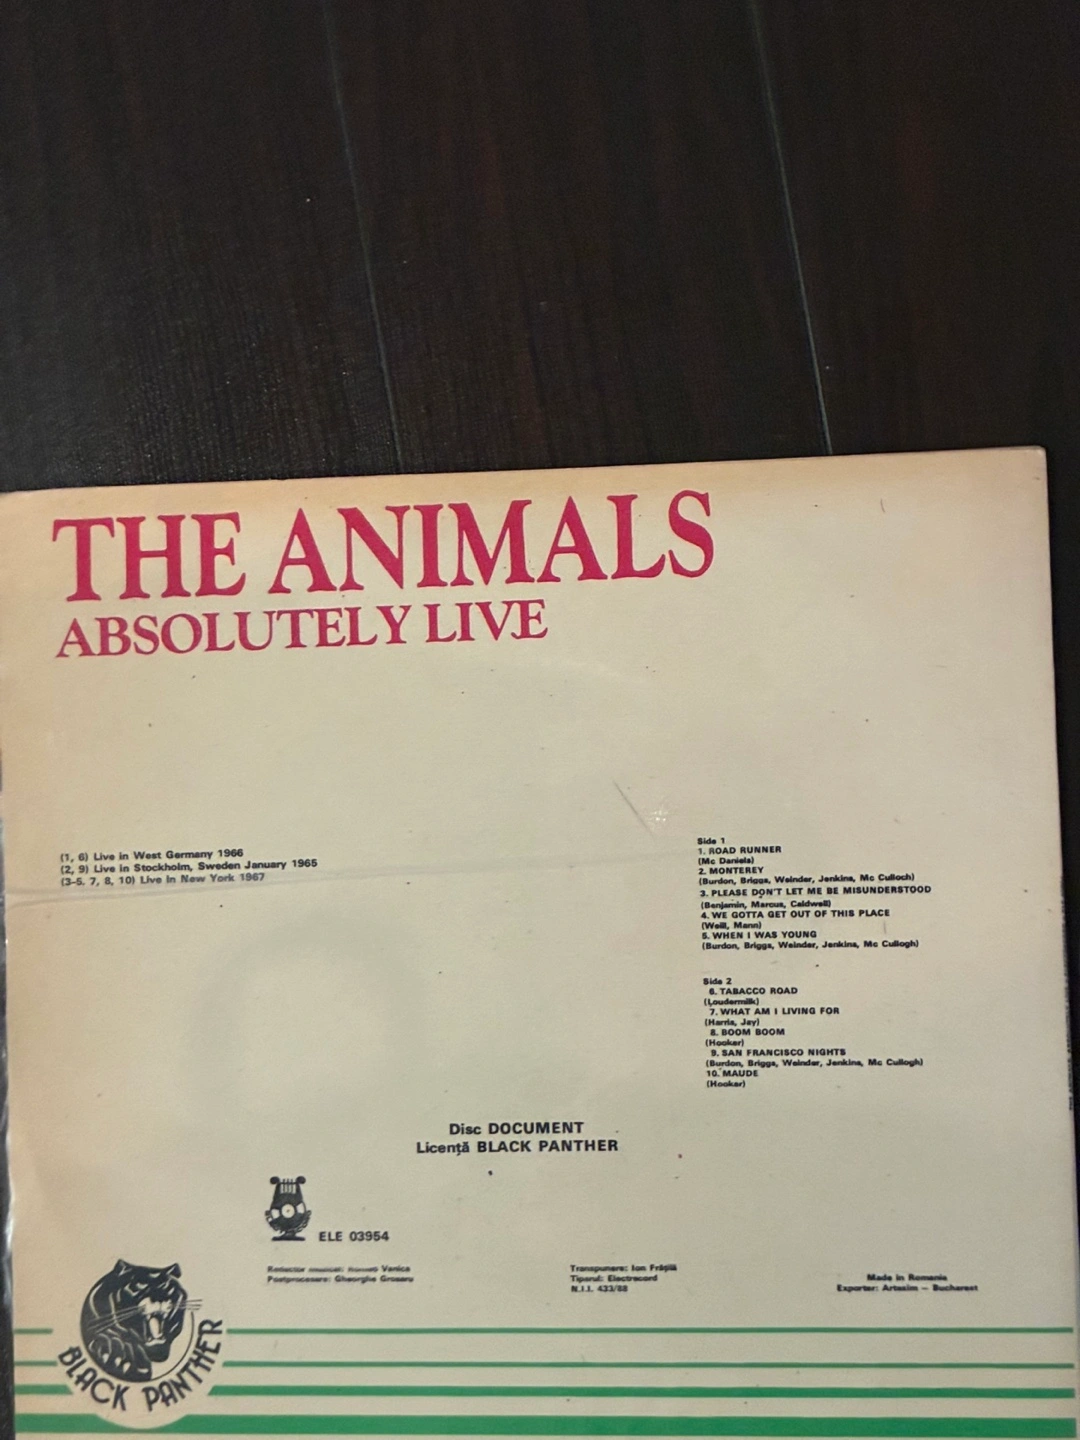 THE ANIMALS
ABSOLUTELY LIVE
(1, 6) Live in West Germany 1966
(2, 9) Live in Stockholm, Sweden January 1965
(3-5. 7, 8, 10) Live in New York 1967
Side 1
1. ROAD RUNNER
(Mc Daniels)
2. MONTEREY
(Burdon, Briggs, Weinder, Jenkins, Mc Culloch)
3. PLEASE DON'T LET ME BE MISUNDERSTOOD
(Benjamin, Marcus, Caldwell)
4. WE GOTTA GET OUT OF THIS PLACE
(Weill, Mann)
5. WHEN I WAS YOUNG
(Burdon, Briggs, Weinder, Jenkins, Mc Cullogh)
Side 2
6. TABACCO ROAD
(Loudermilk)
7. WHAT AM I LIVING FOR
(Harris, Jay)
8. BOOM BOOM
(Hooker)
9. SAN FRANCISCO NIGHTS
(Burdon, Briggs, Weinder, Jenkins, Mc Cullogh)
10. MAUDE
(Hooker)
Disc DOCUMENT
Licență BLACK PANTHER
ELE 03954
Redactor muzical: Vanica
Postprocesare: Gheorghe Grosaru
Transpunere: Ion Frățilă
Tiparul: Electrecord
N.I.I. 433/88
Made in Romania
Exporter: Artexim – Bucharest
BLACK PANTHER